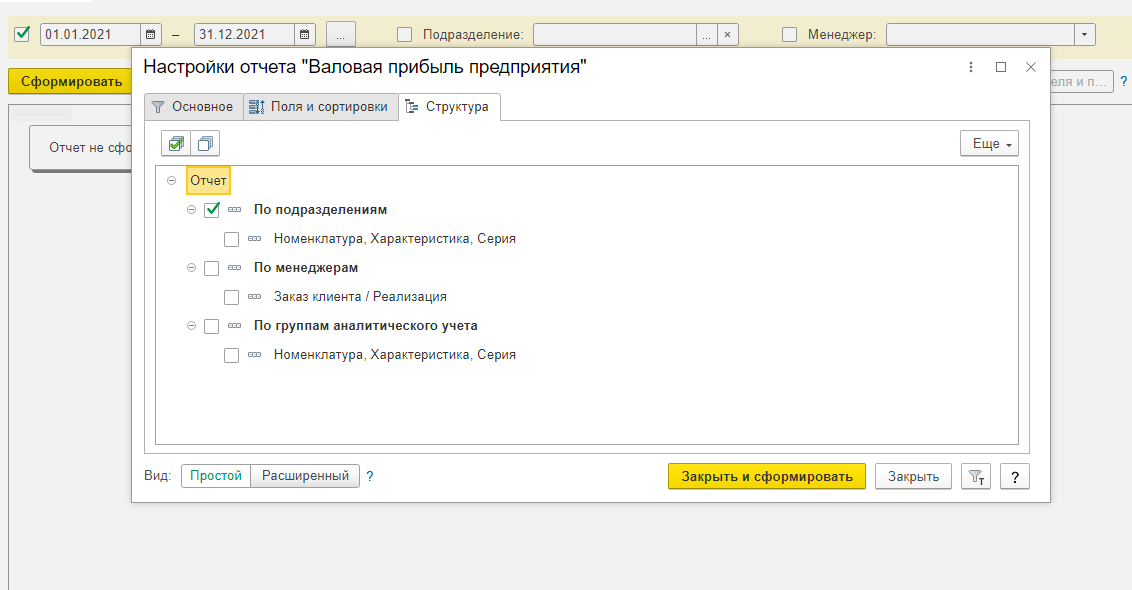 01.01.2021 – 31.12.2021 ... Подразделение: ... × Менеджер:
Настройки отчета "Валовая прибыль предприятия"
Сформировать
еля и п... ?
Основное Поля и сортировки Структура
Отчет не сфо
Еще
Отчет
По подразделениям
Номенклатура, Характеристика, Серия
По менеджерам
Заказ клиента / Реализация
По группам аналитического учета
Номенклатура, Характеристика, Серия
Вид: Простой Расширенный ? Закрыть и сформировать Закрыть ?